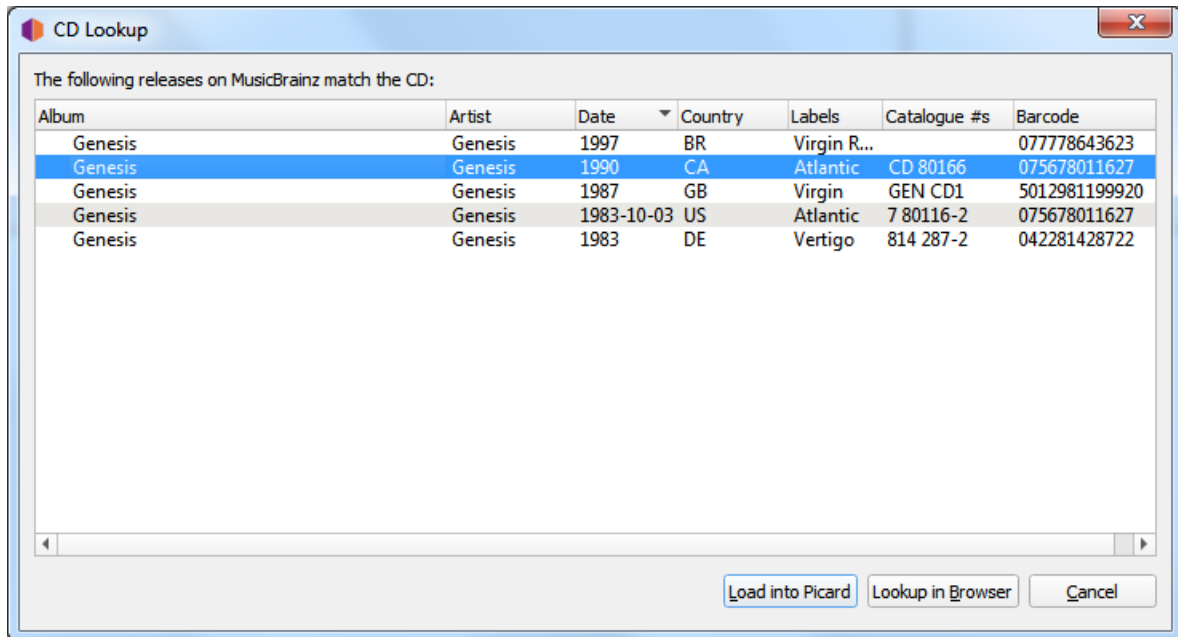 CD Lookup
The following releases on MusicBrainz match the CD:
Album Artist Date Country Labels Catalogue #s Barcode
Genesis Genesis 1997 BR Virgin R... 077778643623
Genesis Genesis 1990 CA Atlantic CD 80166 075678011627
Genesis Genesis 1987 GB Virgin GEN CD1 5012981199920
Genesis Genesis 1983-10-03 US Atlantic 7 80116-2 075678011627
Genesis Genesis 1983 DE Vertigo 814 287-2 042281428722
Load into Picard Lookup in Browser Cancel